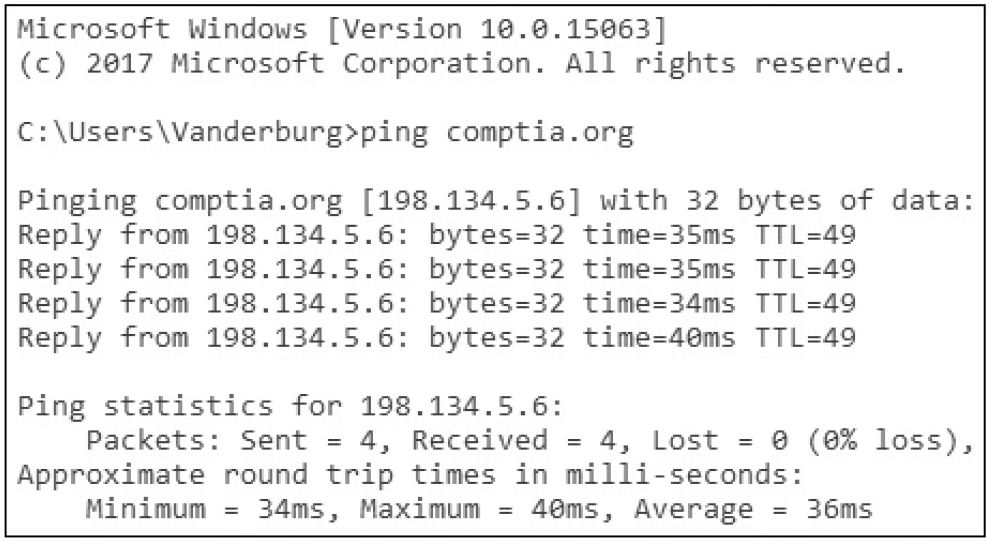 Microsoft Windows [Version 10.0.15063]
(c) 2017 Microsoft Corporation. All rights reserved.
C:\Users\Vanderburg>ping comptia.org
Pinging comptia.org [198.134.5.6] with 32 bytes of data:
Reply from 198.134.5.6: bytes=32 time=35ms TTL=49
Reply from 198.134.5.6: bytes=32 time=35ms TTL=49
Reply from 198.134.5.6: bytes=32 time=34ms TTL=49
Reply from 198.134.5.6: bytes=32 time=40ms TTL=49
Ping statistics for 198.134.5.6:
Packets: Sent = 4, Received = 4, Lost = 0 (0% loss),
Approximate round trip times in milli-seconds:
Minimum = 34ms, Maximum = 40ms, Average = 36ms